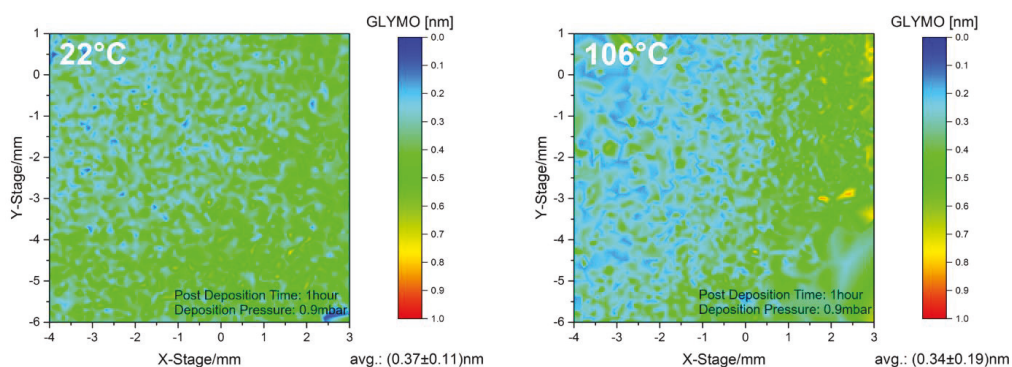 GLYMO [nm]
22°C
1
0
-1
-2
-3
-4
-5
-6
Y-Stage/mm
-4 -3 -2 -1 0 1 2 3
X-Stage/mm
Post Deposition Time: 1hour
Deposition Pressure: 0.9mbar
0.0
0.1
0.2
0.3
0.4
0.5
0.6
0.7
0.8
0.9
1.0
avg.: (0.37±0.11)nm
GLYMO [nm]
106°C
1
0
-1
-2
-3
-4
-5
-6
Y-Stage/mm
-4 -3 -2 -1 0 1 2 3
X-Stage/mm
Post Deposition Time: 1hour
Deposition Pressure: 0.9mbar
0.0
0.1
0.2
0.3
0.4
0.5
0.6
0.7
0.8
0.9
1.0
avg.: (0.34±0.19)nm